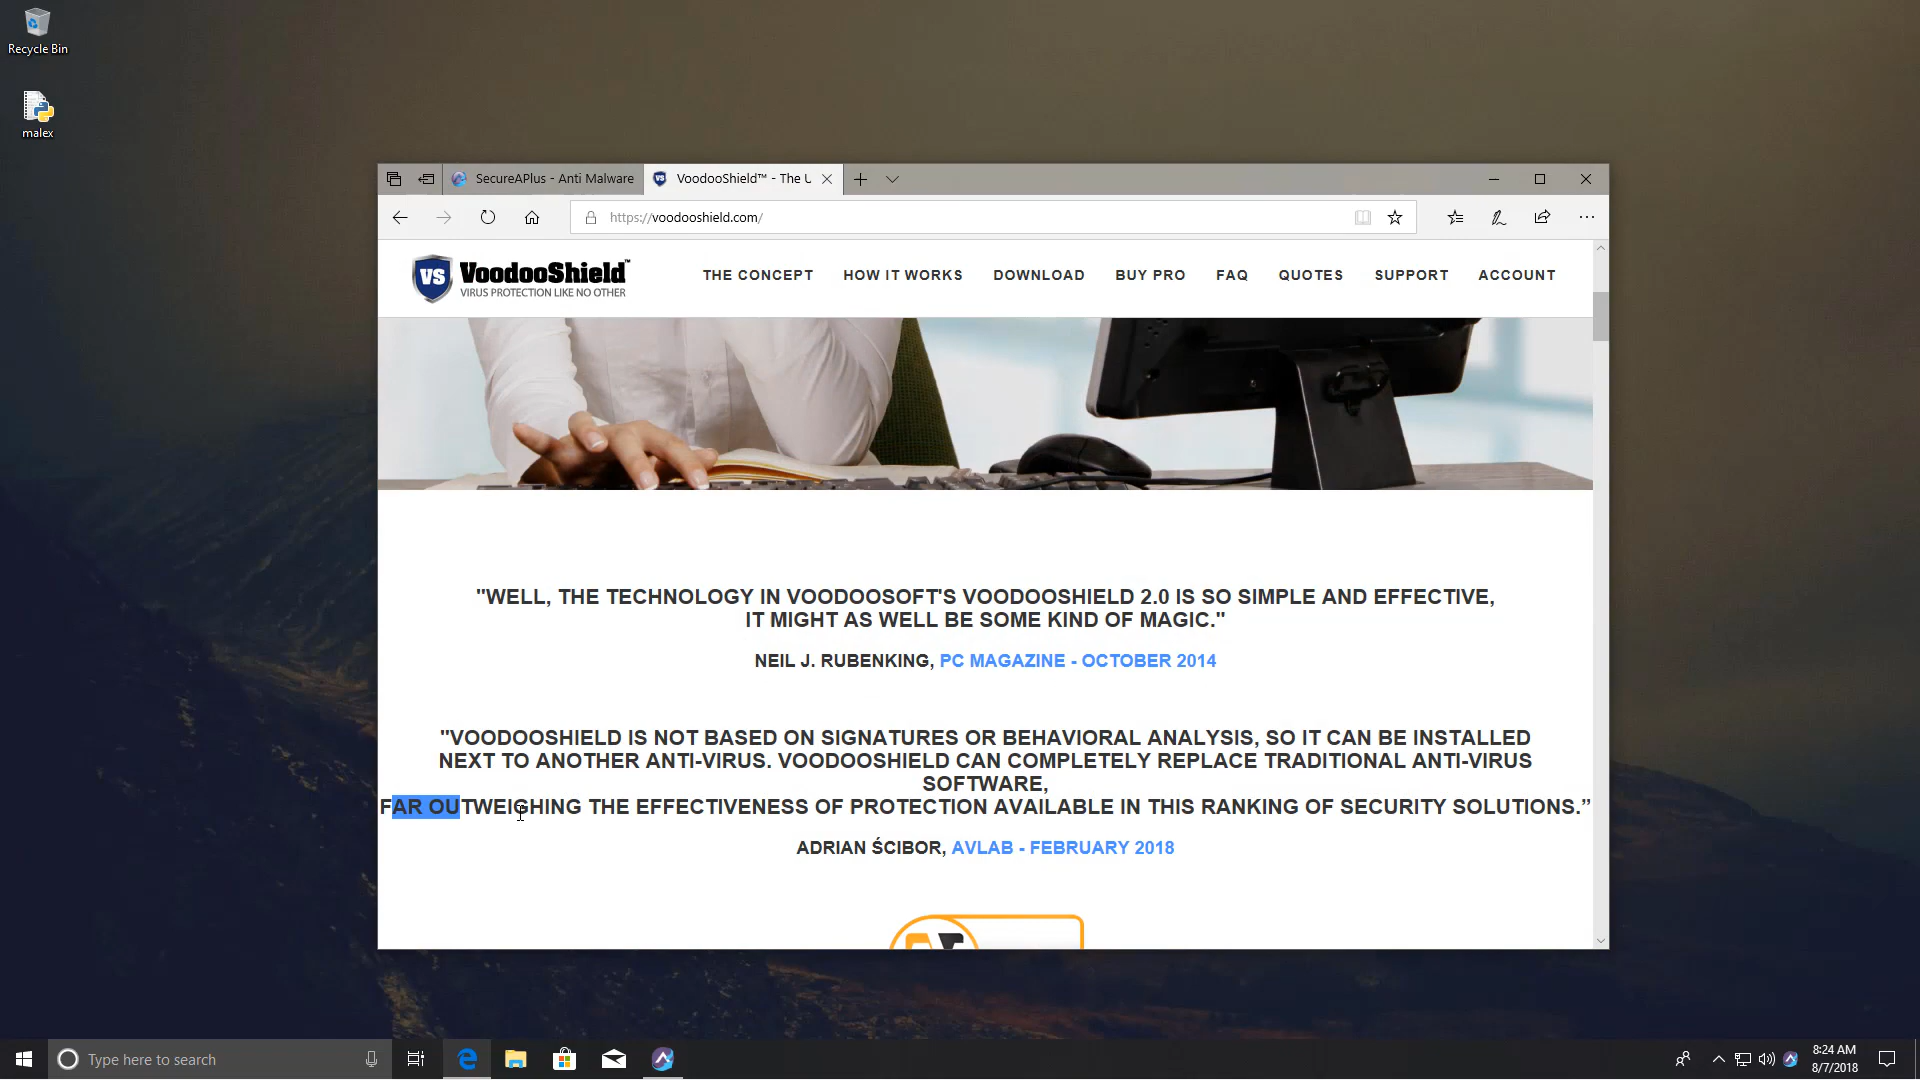 Recycle Bin
malex
SecureAPlus - Anti Malware
VoodooShield™ - The U
https://voodooshield.com/
VS
VoodooShield™
VIRUS PROTECTION LIKE NO OTHER
THE CONCEPT
HOW IT WORKS
DOWNLOAD
BUY PRO
FAQ
QUOTES
SUPPORT
ACCOUNT
"WELL, THE TECHNOLOGY IN VOODOOSOFT'S VOODOOSHIELD 2.0 IS SO SIMPLE AND EFFECTIVE,
IT MIGHT AS WELL BE SOME KIND OF MAGIC."
NEIL J. RUBENKING, PC MAGAZINE - OCTOBER 2014
"VOODOOSHIELD IS NOT BASED ON SIGNATURES OR BEHAVIORAL ANALYSIS, SO IT CAN BE INSTALLED
NEXT TO ANOTHER ANTI-VIRUS. VOODOOSHIELD CAN COMPLETELY REPLACE TRADITIONAL ANTI-VIRUS
SOFTWARE,
FAR OUTWEIGHING THE EFFECTIVENESS OF PROTECTION AVAILABLE IN THIS RANKING OF SECURITY SOLUTIONS.”
ADRIAN ŚCIBOR, AVLAB - FEBRUARY 2018
Type here to search
8:24 AM
8/7/2018